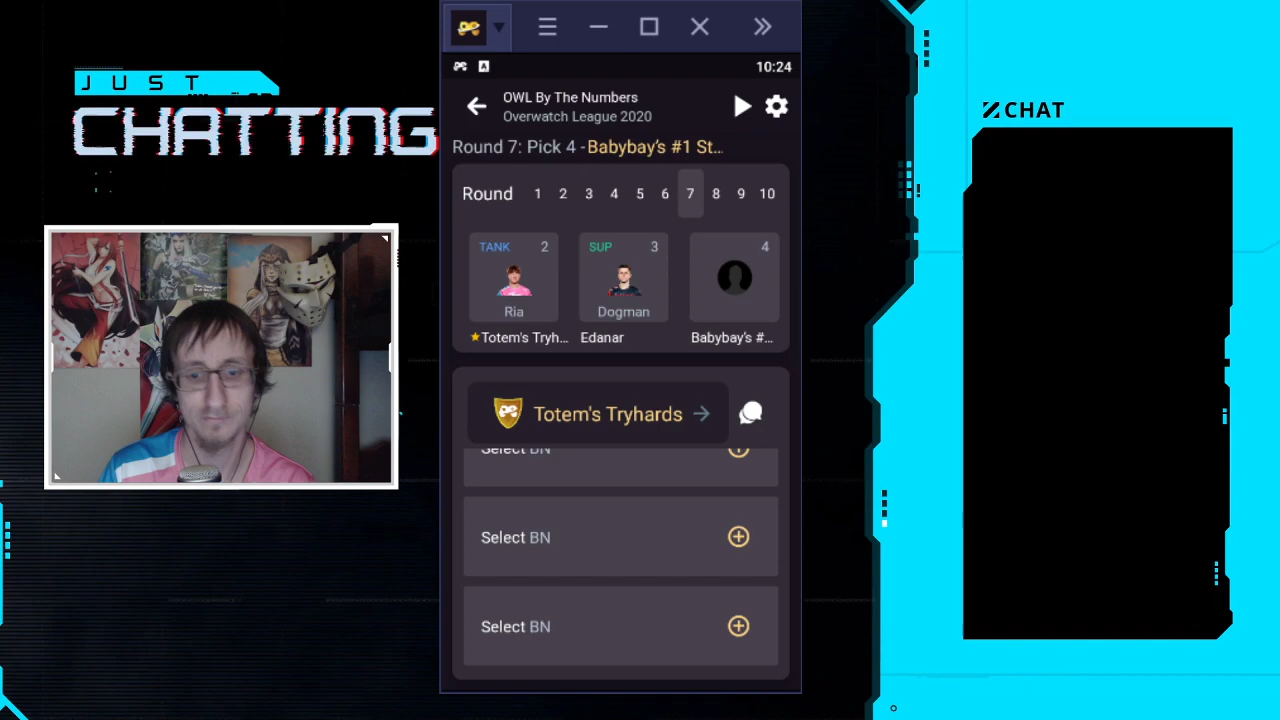 JUST
CHATTING
10:24
OWL By The Numbers
Overwatch League 2020
Round 7: Pick 4 - Babybay's #1 St...
Round 1 2 3 4 5 6 7 8 9 10
TANK 2
Ria
★Totem's Tryh...
SUP 3
Dogman
Edanar
4
Babybay's #...
Totem's Tryhards →
Select BN
Select BN
Select BN
CHAT